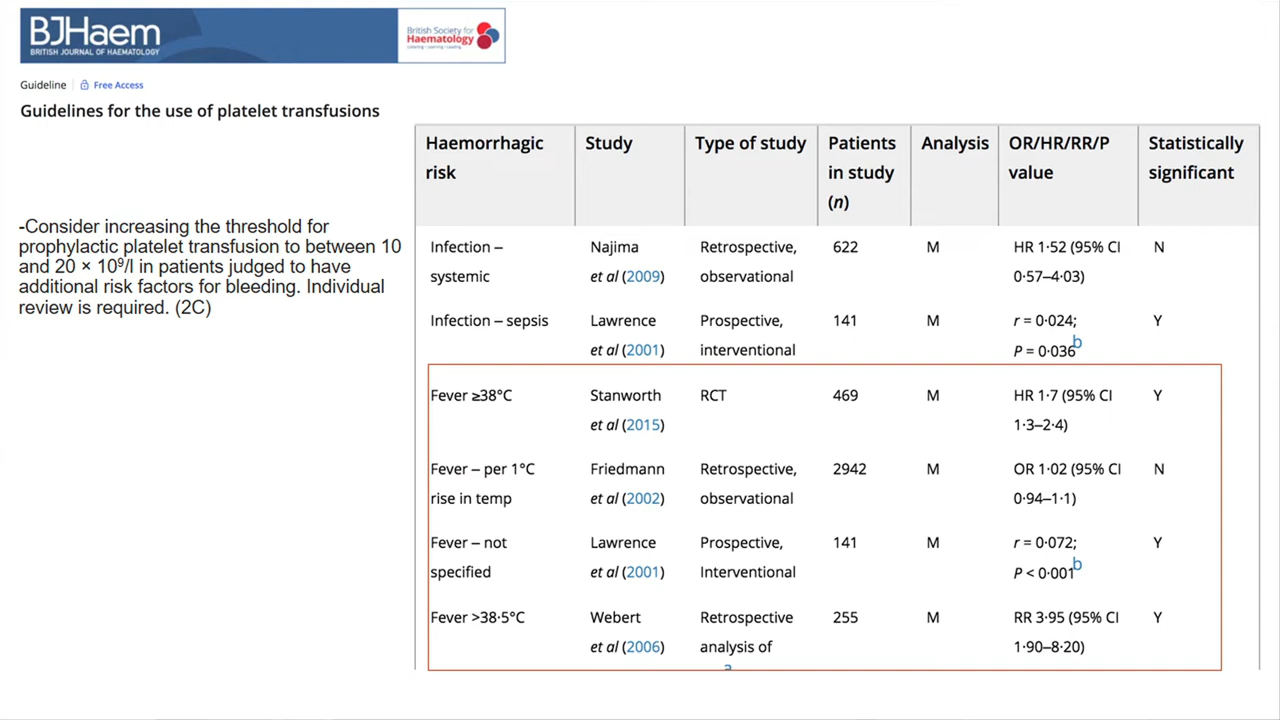 BJHaem
BRITISH JOURNAL OF HAEMATOLOGY
British Society for
Haematology
Listening • Learning • Leading
Guideline
Free Access
Guidelines for the use of platelet transfusions
-Consider increasing the threshold for
prophylactic platelet transfusion to between 10
and 20 × 10⁹/l in patients judged to have
additional risk factors for bleeding. Individual
review is required. (2C)
Haemorrhagic risk | Study | Type of study | Patients in study (n) | Analysis | OR/HR/RR/P value | Statistically significant
Infection – systemic | Najima et al (2009) | Retrospective, observational | 622 | M | HR 1·52 (95% CI 0·57–4·03) | N
Infection – sepsis | Lawrence et al (2001) | Prospective, interventional | 141 | M | r = 0·024; P = 0·036 b | Y
Fever ≥38°C | Stanworth et al (2015) | RCT | 469 | M | HR 1·7 (95% CI 1·3–2·4) | Y
Fever – per 1°C rise in temp | Friedmann et al (2002) | Retrospective, observational | 2942 | M | OR 1·02 (95% CI 0·94–1·1) | N
Fever – not specified | Lawrence et al (2001) | Prospective, Interventional | 141 | M | r = 0·072; P < 0·001 b | Y
Fever >38·5°C | Webert et al (2006) | Retrospective analysis of a | 255 | M | RR 3·95 (95% CI 1·90–8·20) | Y